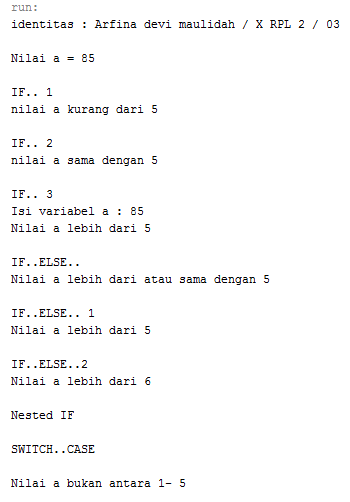 run:
identitas : Arfina devi maulidah / X RPL 2 / 03
Nilai a = 85
IF.. 1
nilai a kurang dari 5
IF.. 2
nilai a sama dengan 5
IF.. 3
Isi variabel a : 85
Nilai a lebih dari 5
IF..ELSE..
Nilai a lebih dari atau sama dengan 5
IF..ELSE.. 1
Nilai a lebih dari 5
IF..ELSE..2
Nilai a lebih dari 6
Nested IF
SWITCH..CASE
Nilai a bukan antara 1- 5